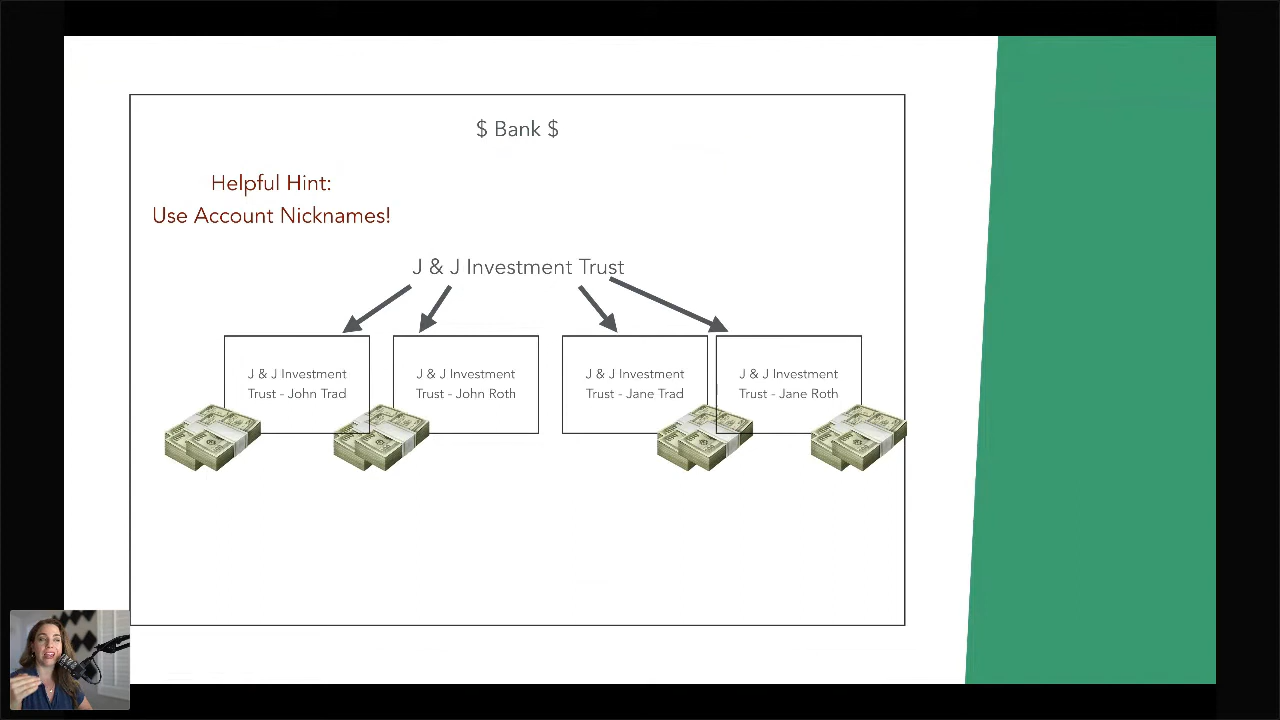 $ Bank $
Helpful Hint:
Use Account Nicknames!
J & J Investment Trust
J & J Investment
Trust - John Trad
J & J Investment
Trust - John Roth
J & J Investment
Trust - Jane Trad
J & J Investment
Trust - Jane Roth